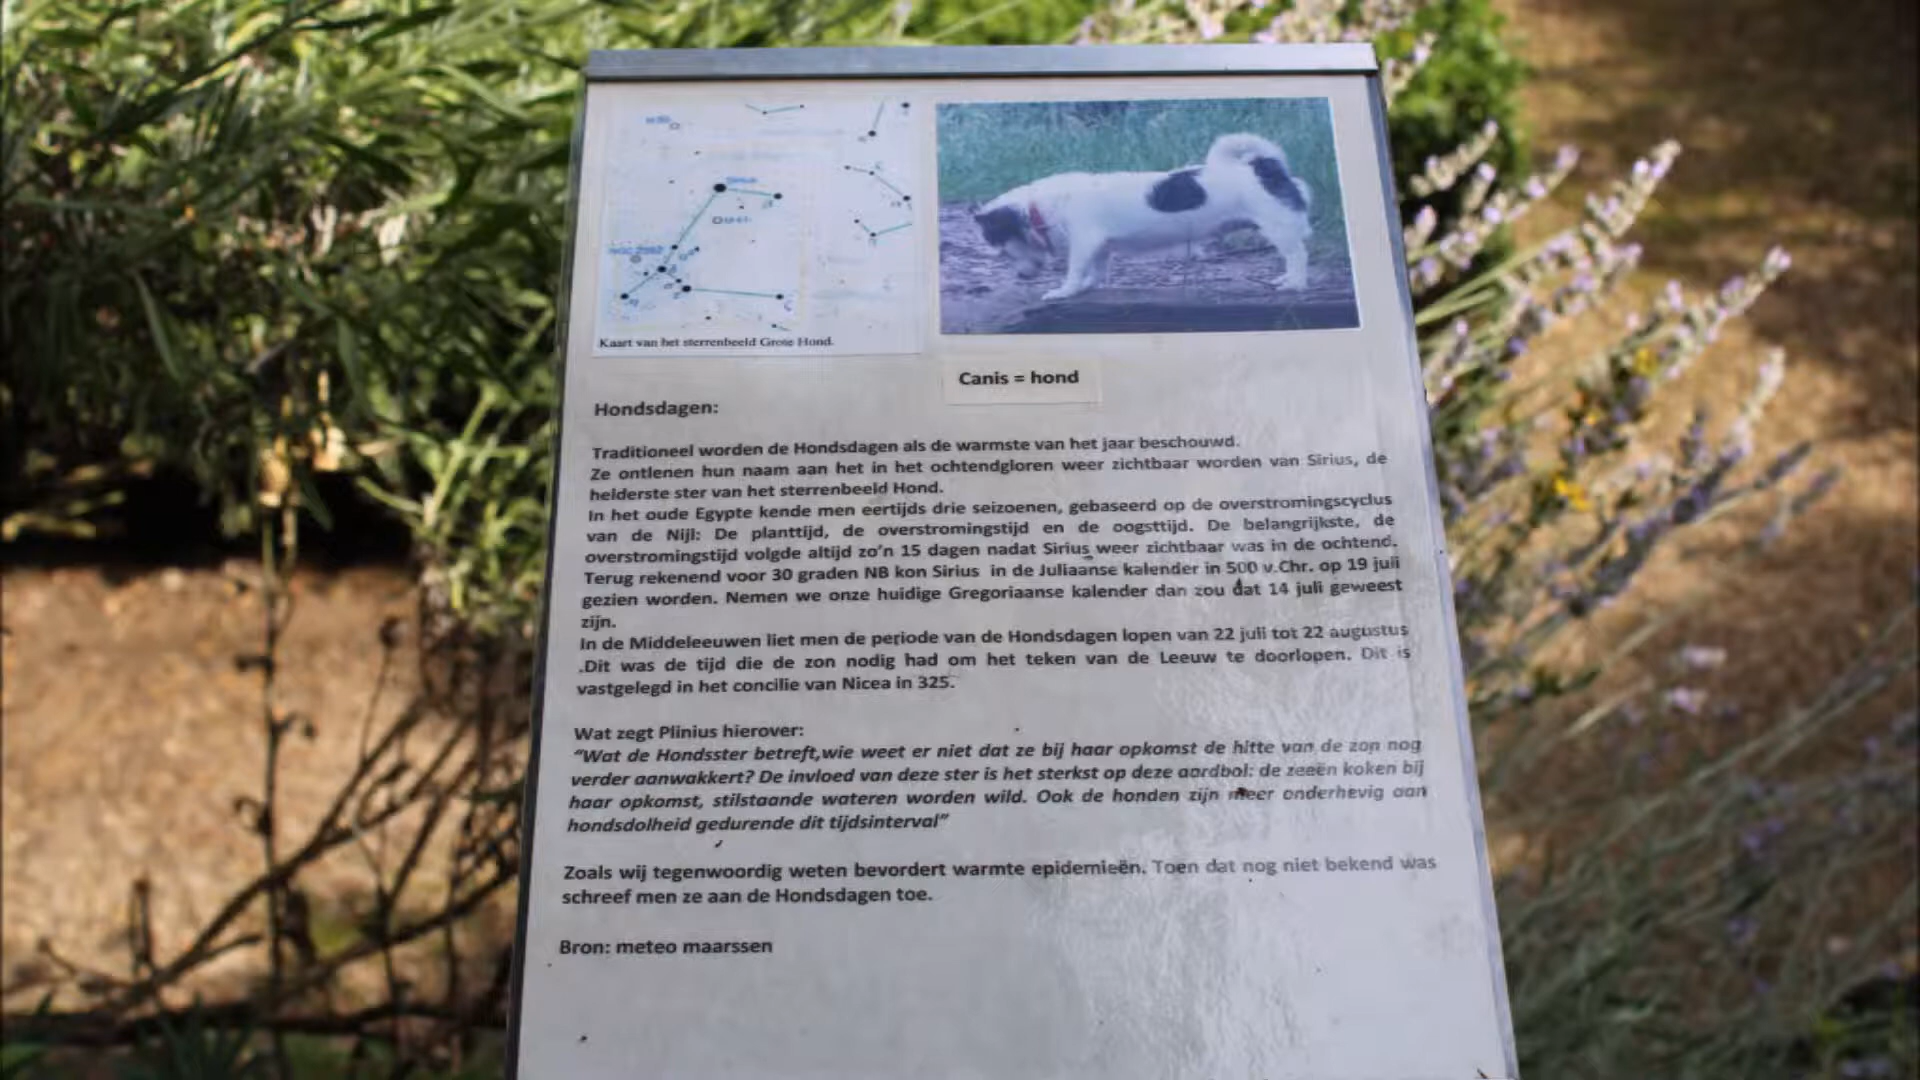 Kaart van het sterrenbeeld Grote Hond.
Canis = hond
Hondsdagen:
Traditioneel worden de Hondsdagen als de warmste van het jaar beschouwd.
Ze ontlenen hun naam aan het in het ochtendgloren weer zichtbaar worden van Sirius, de
helderste ster van het sterrenbeeld Hond.
In het oude Egypte kende men eertijds drie seizoenen, gebaseerd op de overstromingscyclus
van de Nijl: De planttijd, de overstromingstijd en de oogsttijd. De belangrijkste, de
overstromingstijd volgde altijd zo'n 15 dagen nadat Sirius weer zichtbaar was in de ochtend.
Terug rekenend voor 30 graden NB kon Sirius in de Juliaanse kalender in 500 v.Chr. op 19 juli
gezien worden. Nemen we onze huidige Gregoriaanse kalender dan zou dat 14 juli geweest
zijn.
In de Middeleeuwen liet men de periode van de Hondsdagen lopen van 22 juli tot 22 augustus
.Dit was de tijd die de zon nodig had om het teken van de Leeuw te doorlopen. Dit is
vastgelegd in het concilie van Nicea in 325.
Wat zegt Plinius hierover:
“Wat de Hondsster betreft,wie weet er niet dat ze bij haar opkomst de hitte van de zon nog
verder aanwakkert? De invloed van deze ster is het sterkst op deze aardbol: de zeeën koken bij
haar opkomst, stilstaande wateren worden wild. Ook de honden zijn meer onderhevig aan
hondsdolheid gedurende dit tijdsinterval”
Zoals wij tegenwoordig weten bevordert warmte epidemieën. Toen dat nog niet bekend was
schreef men ze aan de Hondsdagen toe.
Bron: meteo maarssen